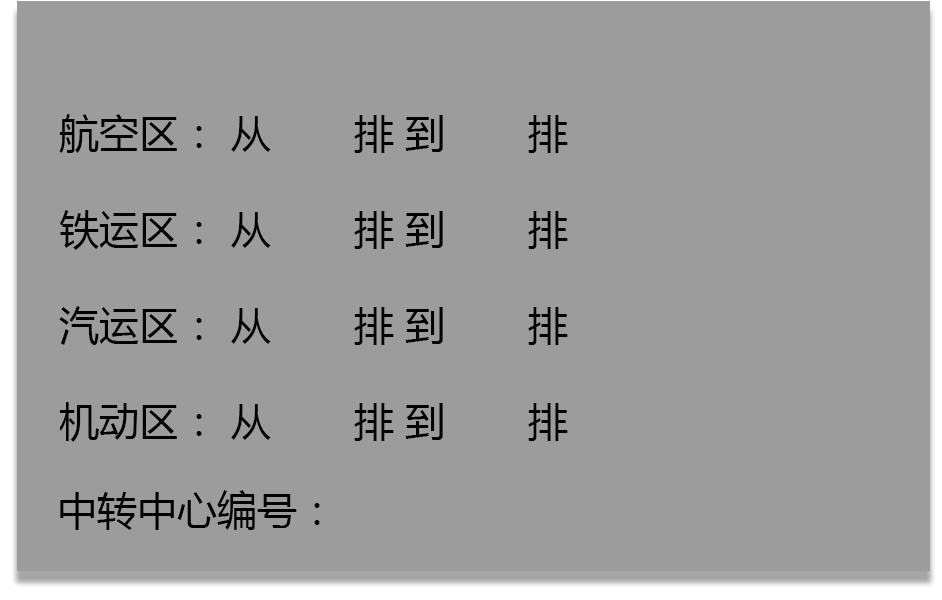 航空区： 从 排 到 排
铁运区： 从 排 到 排
汽运区： 从 排 到 排
机动区： 从 排 到 排
中转中心编号：